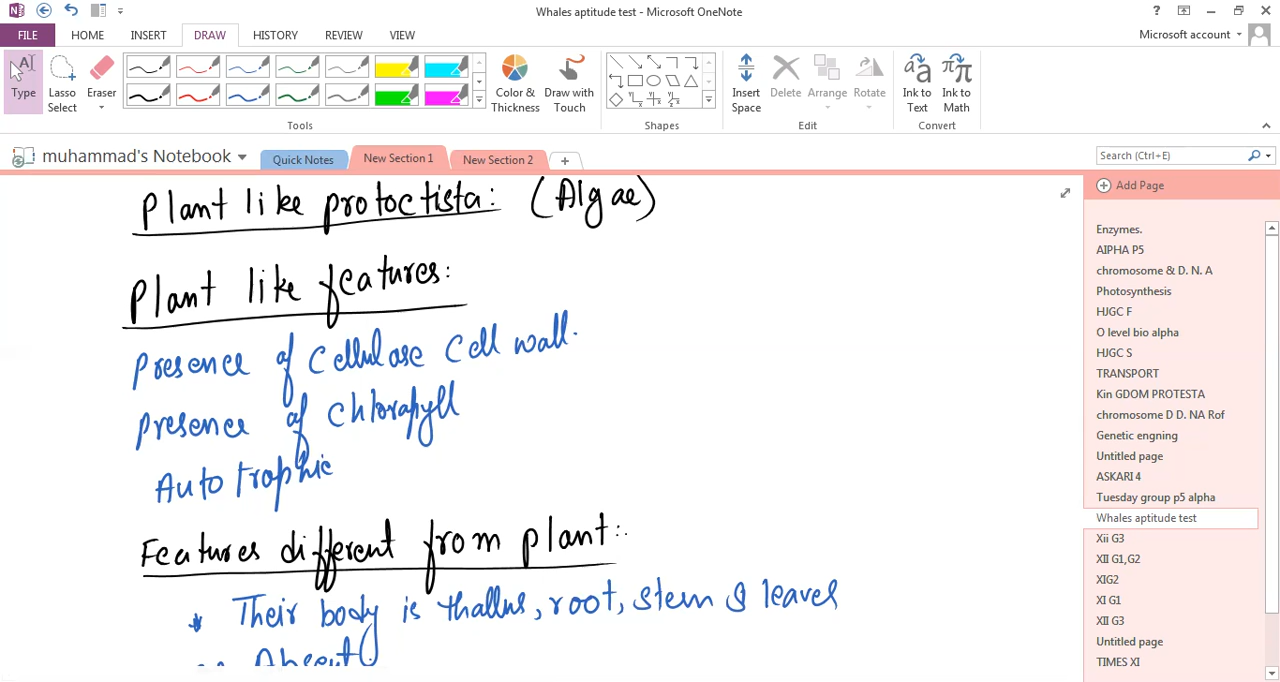 Whales aptitude test - Microsoft OneNote
?
FILE HOME INSERT DRAW HISTORY REVIEW VIEW
Microsoft account
Type
Lasso Select
Eraser
Color & Thickness
Draw with Touch
Insert Space
Delete
Arrange
Rotate
Ink to Text
Ink to Math
Tools
Shapes
Edit
Convert
muhammad's Notebook
Quick Notes
New Section 1
New Section 2
+
Search (Ctrl+E)
Plant like protoctista: (Algae)
Plant like features:
Presence of Cellulose Cell wall.
Presence of Chlorapyll
Autotrophic
Features different from plant:.
* Their body is thallus, root, stem & leaves
Absent
Add Page
Enzymes.
AlPHA P5
chromosome & D. N. A
Photosynthesis
HJGC F
O level bio alpha
HJGC S
TRANSPORT
Kin GDOM PROTESTA
chromosome D D. NA Rof
Genetic engning
Untitled page
ASKARI 4
Tuesday group p5 alpha
Whales aptitude test
Xii G3
XII G1,G2
XIG2
XI G1
XII G3
Untitled page
TIMES XI